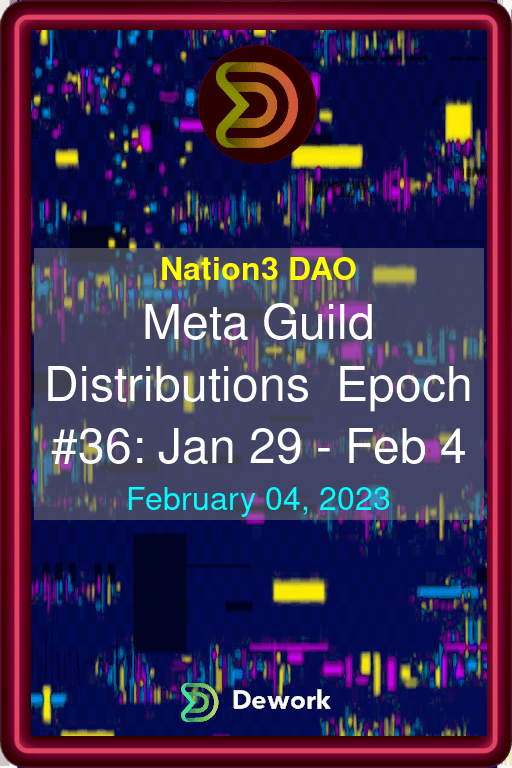 Nation3 DAO
Meta Guild
Distributions  Epoch
#36: Jan 29 - Feb 4
February 04, 2023
Dework